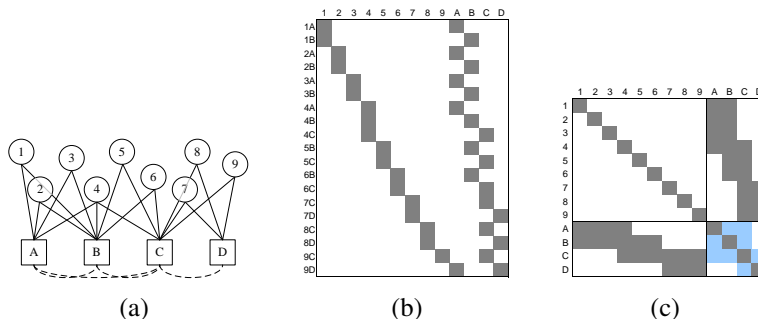 1 3 5 8 9
2 4 6 7
A B C D
(a)
1 2 3 4 5 6 7 8 9 A B C D
1A
1B
2A
2B
3A
3B
4A
4B
4C
5B
5C
6B
6C
7C
7D
8C
8D
9C
9D
(b)
1 2 3 4 5 6 7 8 9 A B C D
1
2
3
4
5
6
7
8
9
A
B
C
D
(c)